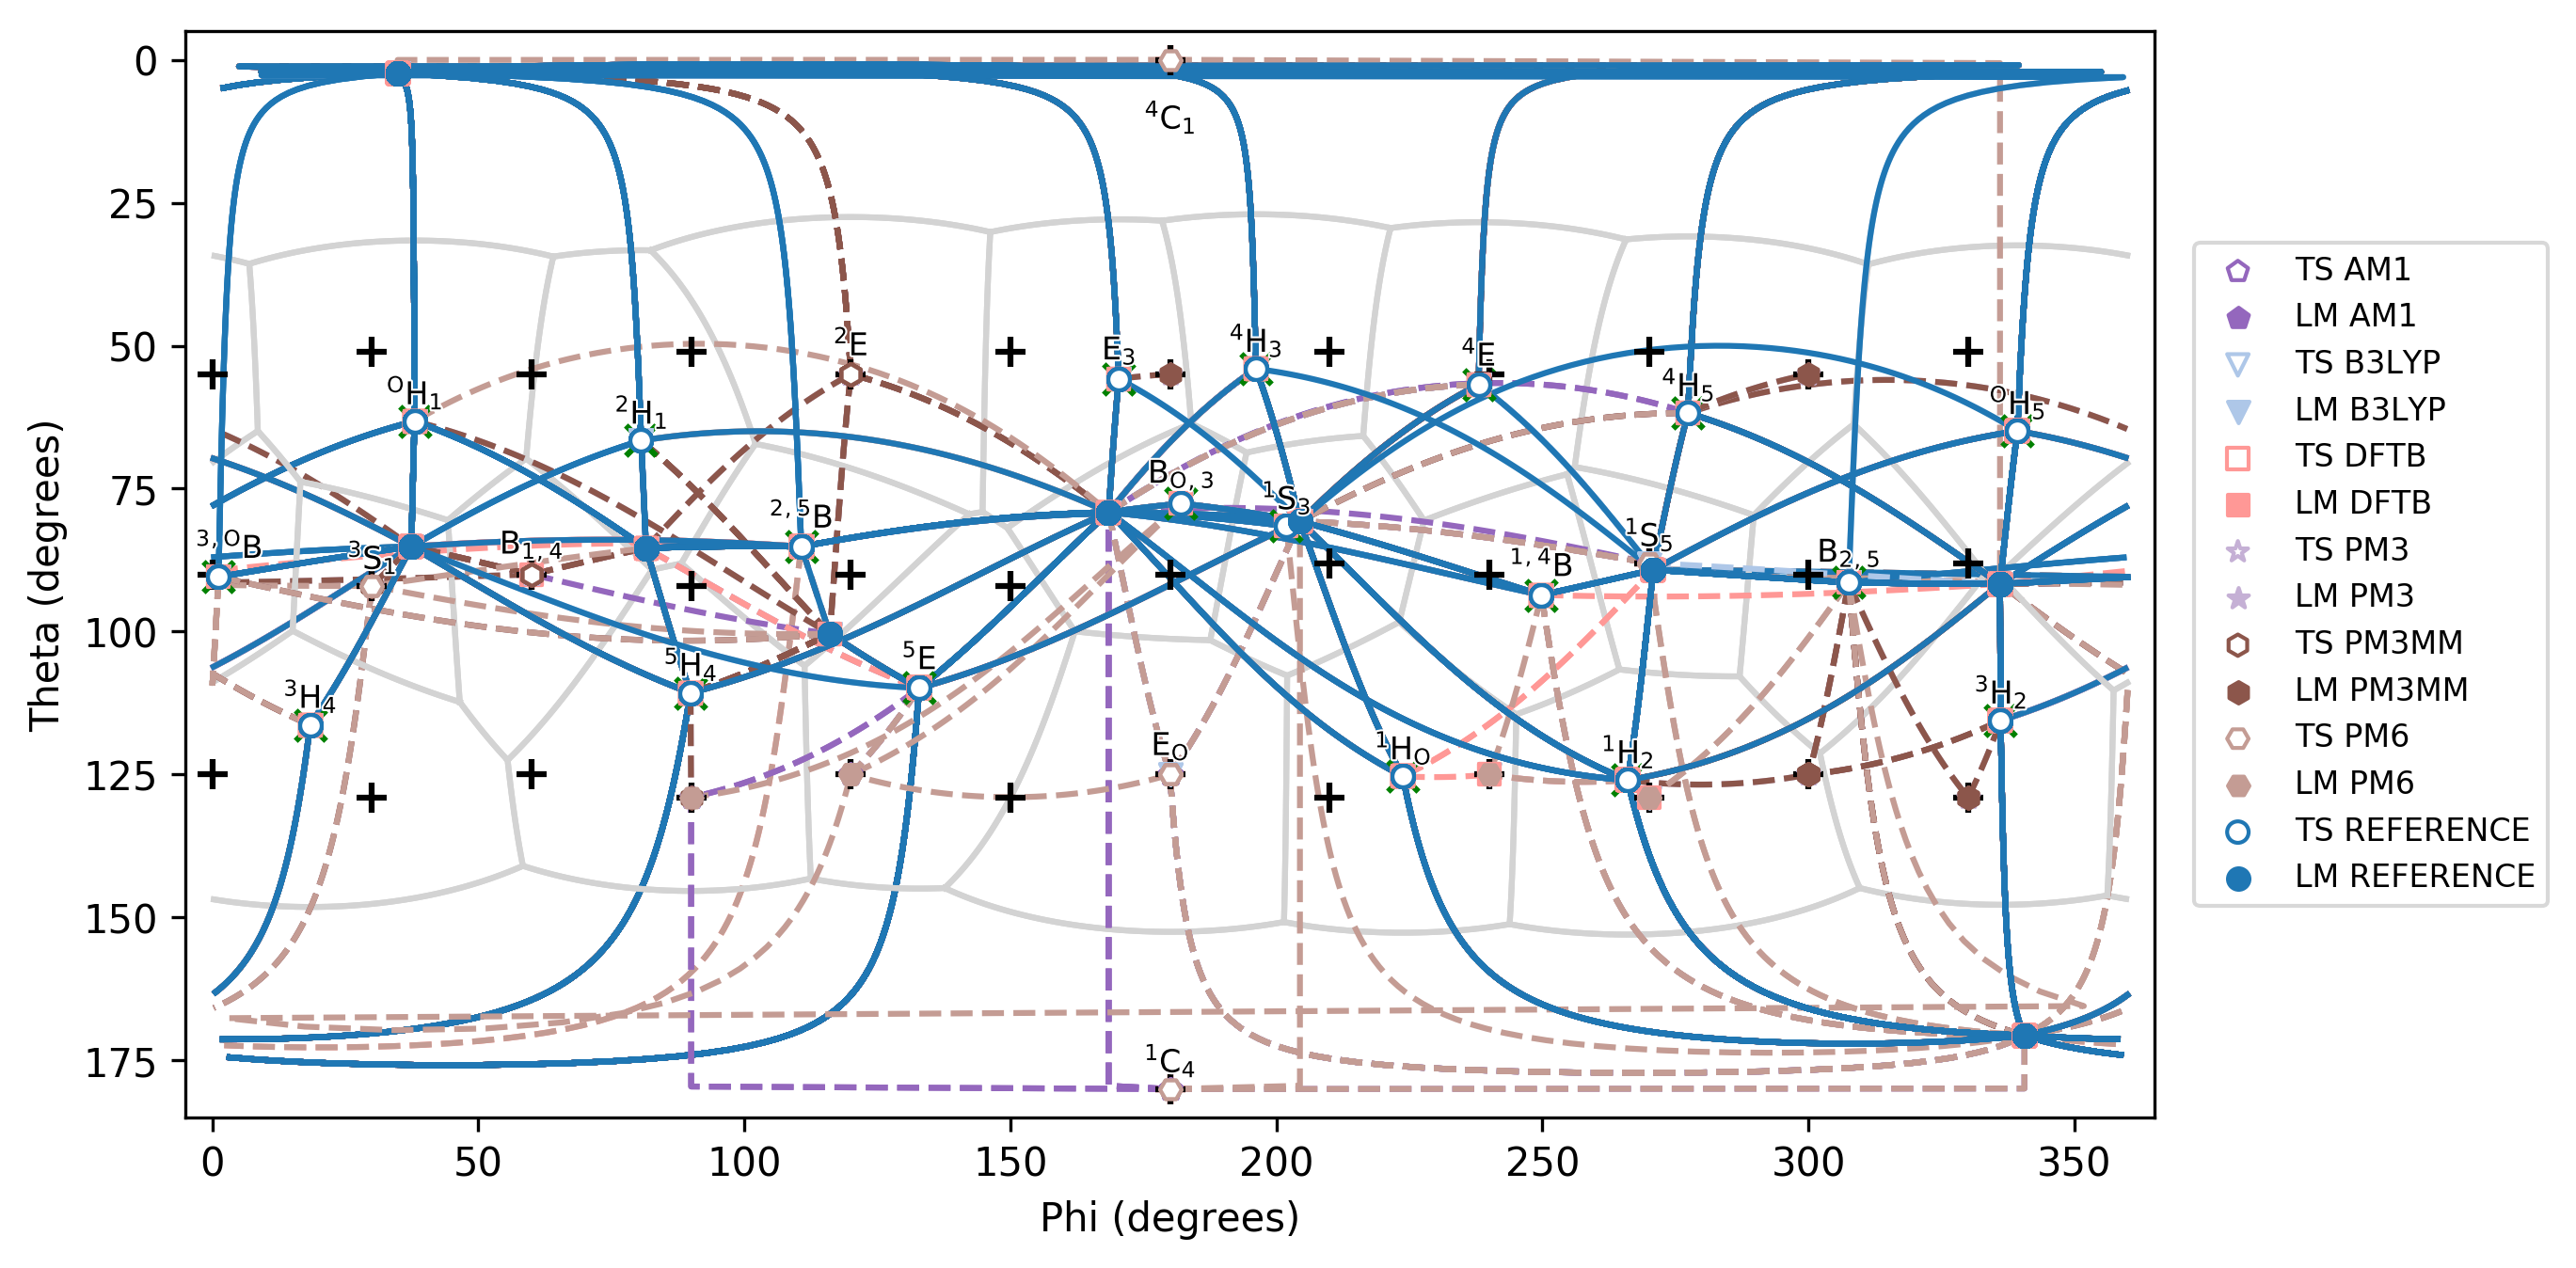 0
25
50
75
100
125
150
175
Theta (degrees)
0
50
100
150
200
250
300
350
Phi (degrees)
⁴C₁
²E
E₃
⁴H₃
⁴E
⁴H₅
ᴼH₅
ᴼH₁
²H₁
B_O,3
¹S₃
²,⁵B
³,ᴼB
³S₁
B₁,₄
¹S₅
¹,⁴B
B₂,₅
⁵E
⁵H₄
³H₄
³H₂
E_O
¹H_O
¹H₂
¹C₄
TS AM1
LM AM1
TS B3LYP
LM B3LYP
TS DFTB
LM DFTB
TS PM3
LM PM3
TS PM3MM
LM PM3MM
TS PM6
LM PM6
TS REFERENCE
LM REFERENCE